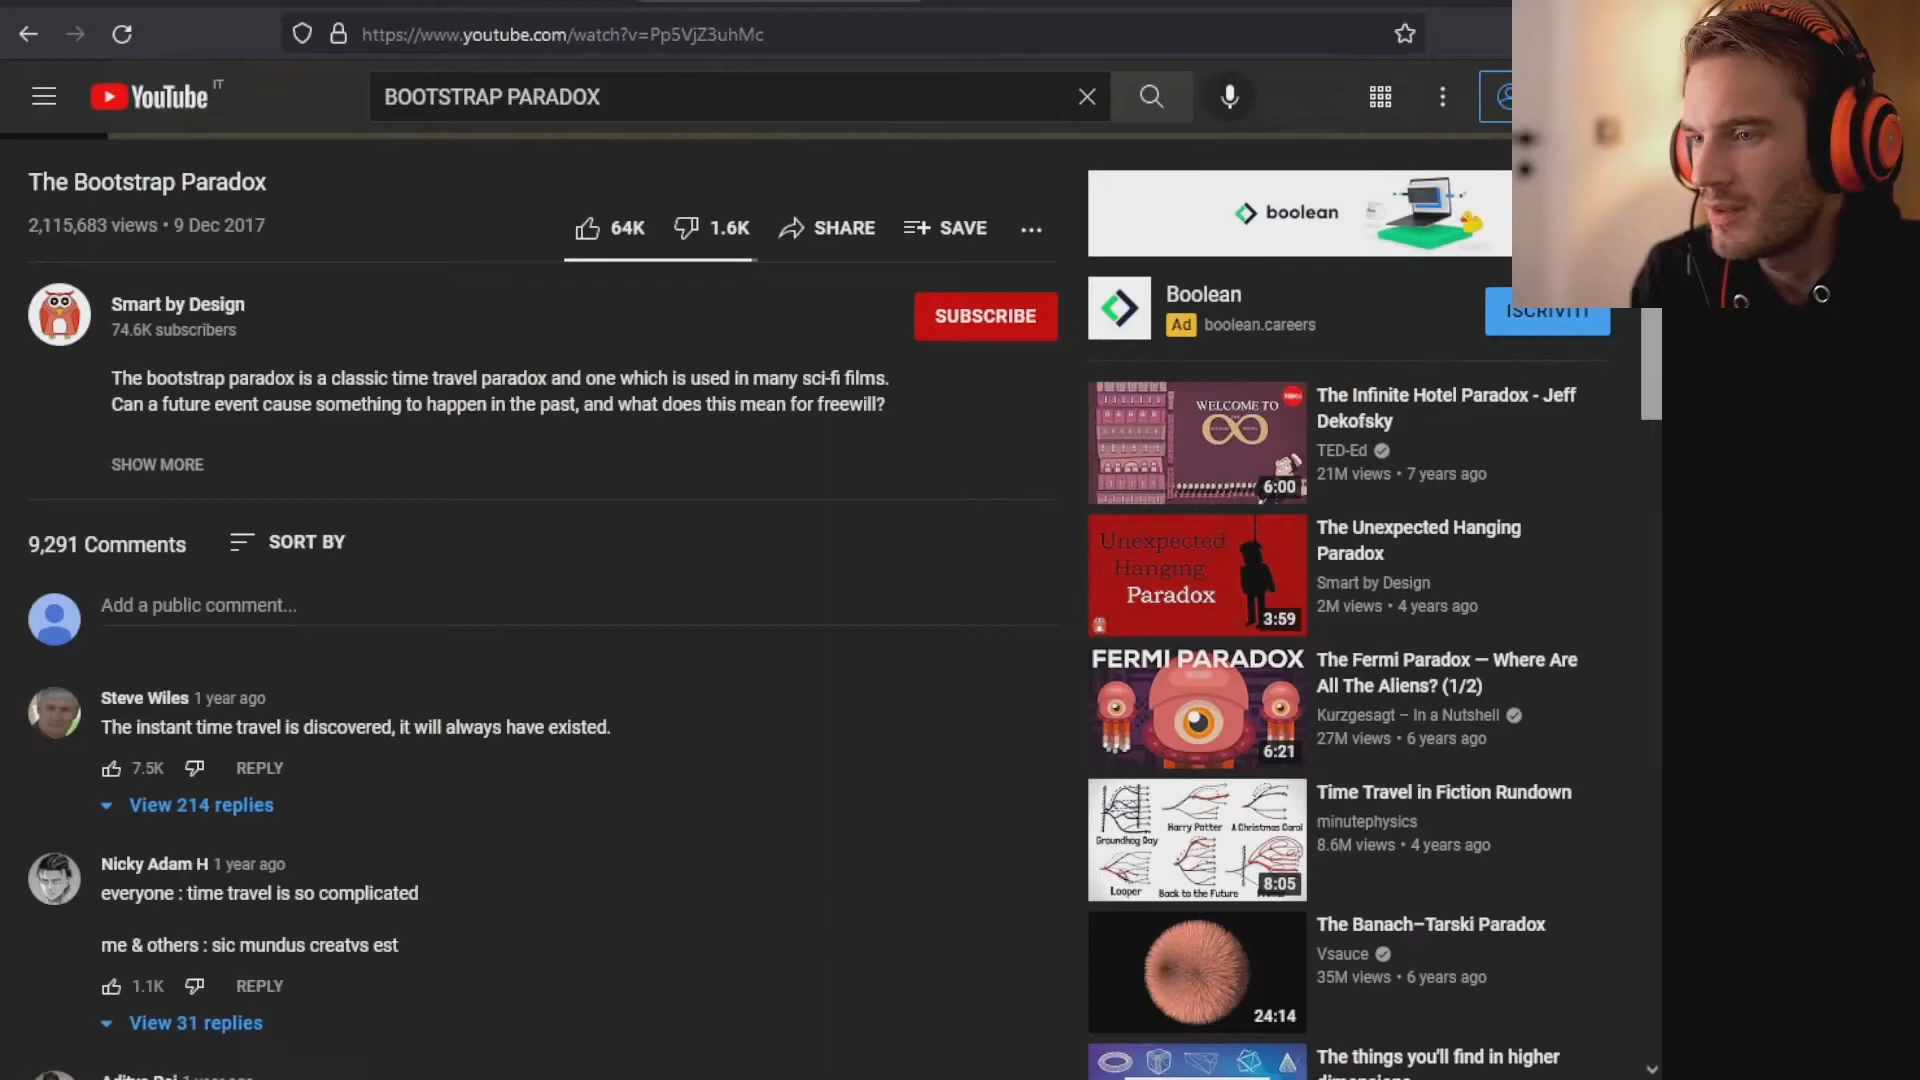 https://www.youtube.com/watch?v=Pp5VjZ3uhMc
YouTube IT
BOOTSTRAP PARADOX
The Bootstrap Paradox
2,115,683 views • 9 Dec 2017
64K
1.6K
SHARE
SAVE
Smart by Design
74.6K subscribers
SUBSCRIBE
The bootstrap paradox is a classic time travel paradox and one which is used in many sci-fi films.
Can a future event cause something to happen in the past, and what does this mean for freewill?
SHOW MORE
9,291 Comments
SORT BY
Add a public comment...
Steve Wiles 1 year ago
The instant time travel is discovered, it will always have existed.
7.5K
REPLY
View 214 replies
Nicky Adam H 1 year ago
everyone : time travel is so complicated
me & others : sic mundus creatvs est
1.1K
REPLY
View 31 replies
boolean
Boolean
Ad boolean.careers
ISCRIVITI
WELCOME TO
6:00
The Infinite Hotel Paradox - Jeff
Dekofsky
TED-Ed
21M views • 7 years ago
Unexpected
Hanging
Paradox
3:59
The Unexpected Hanging
Paradox
Smart by Design
2M views • 4 years ago
FERMI PARADOX
6:21
The Fermi Paradox — Where Are
All The Aliens? (1/2)
Kurzgesagt – In a Nutshell
27M views • 6 years ago
Groundhog Day
Harry Potter
A Christmas Carol
Looper
Back to the Future
8:05
Time Travel in Fiction Rundown
minutephysics
8.6M views • 4 years ago
24:14
The Banach–Tarski Paradox
Vsauce
35M views • 6 years ago
The things you'll find in higher